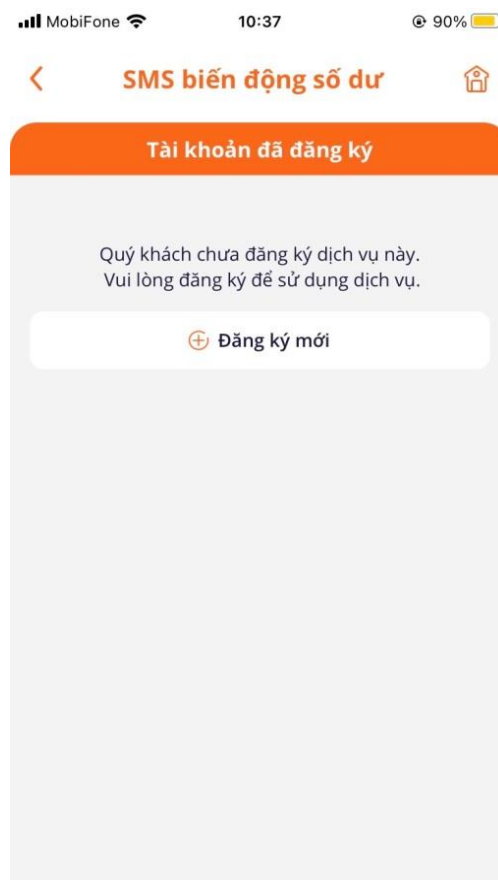 MobiFone 10:37 90%
SMS biến động số dư
Tài khoản đã đăng ký
Quý khách chưa đăng ký dịch vụ này.
Vui lòng đăng ký để sử dụng dịch vụ.
Đăng ký mới